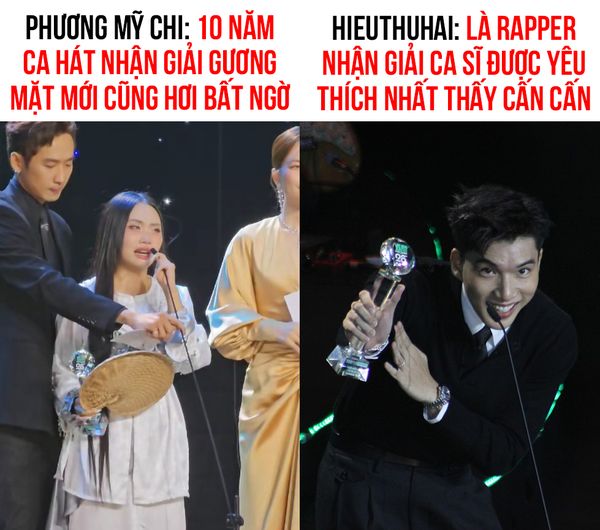 PHƯƠNG MỸ CHI: 10 NĂM
CA HÁT NHẬN GIẢI GƯƠNG
MẶT MỚI CŨNG HƠI BẤT NGỜ
HIEUTHUHAI: LÀ RAPPER
NHẬN GIẢI CA SĨ ĐƯỢC YÊU
THÍCH NHẤT THẤY CẤN CẤN